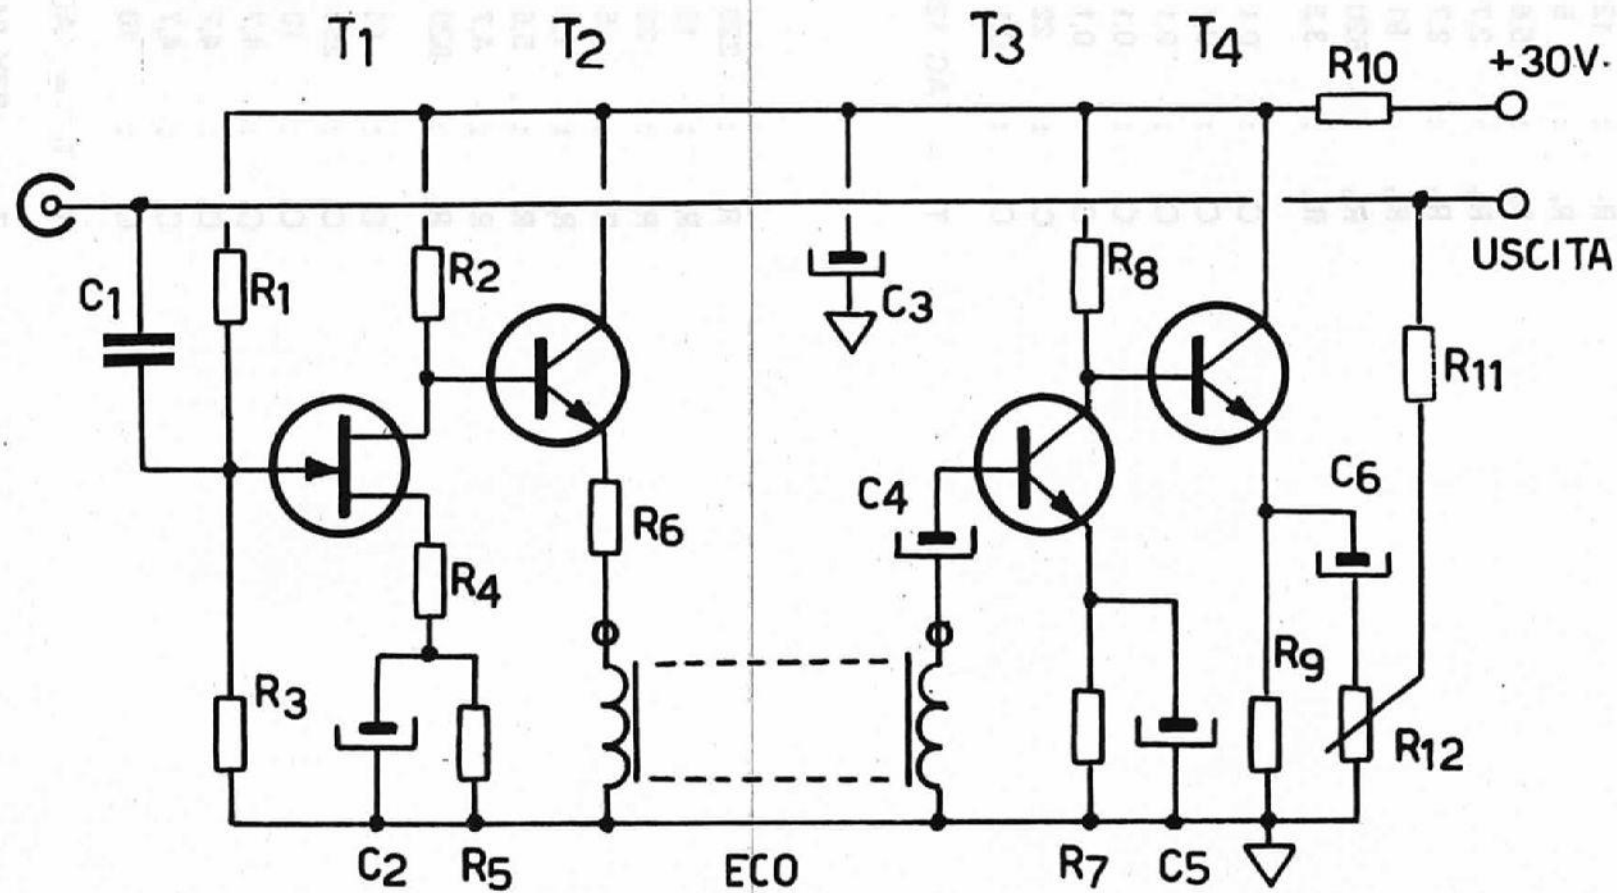 T1 T2 T3 T4
R10 +30V.
USCITA
C1 R1 R2 C3 R8 R11
C4 C6
R4 R6
R3 R9 R12
C2 R5 ECO R7 C5